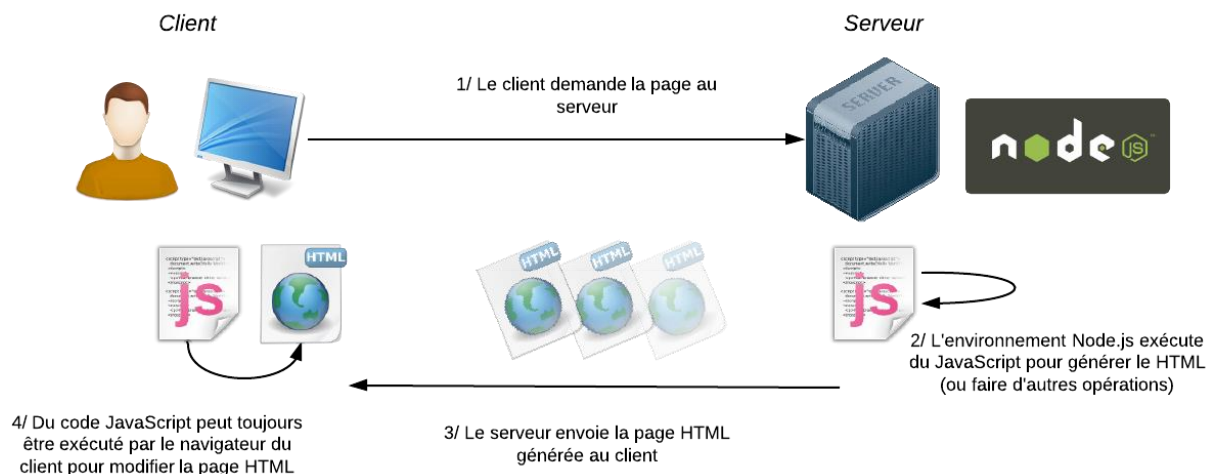 Client
Serveur
1/ Le client demande la page au
serveur
SERVER
node JS
HTML
HTML
HTML
HTML
js
js
2/ L'environnement Node.js exécute
du JavaScript pour générer le HTML
(ou faire d'autres opérations)
3/ Le serveur envoie la page HTML
générée au client
4/ Du code JavaScript peut toujours
être exécuté par le navigateur du
client pour modifier la page HTML